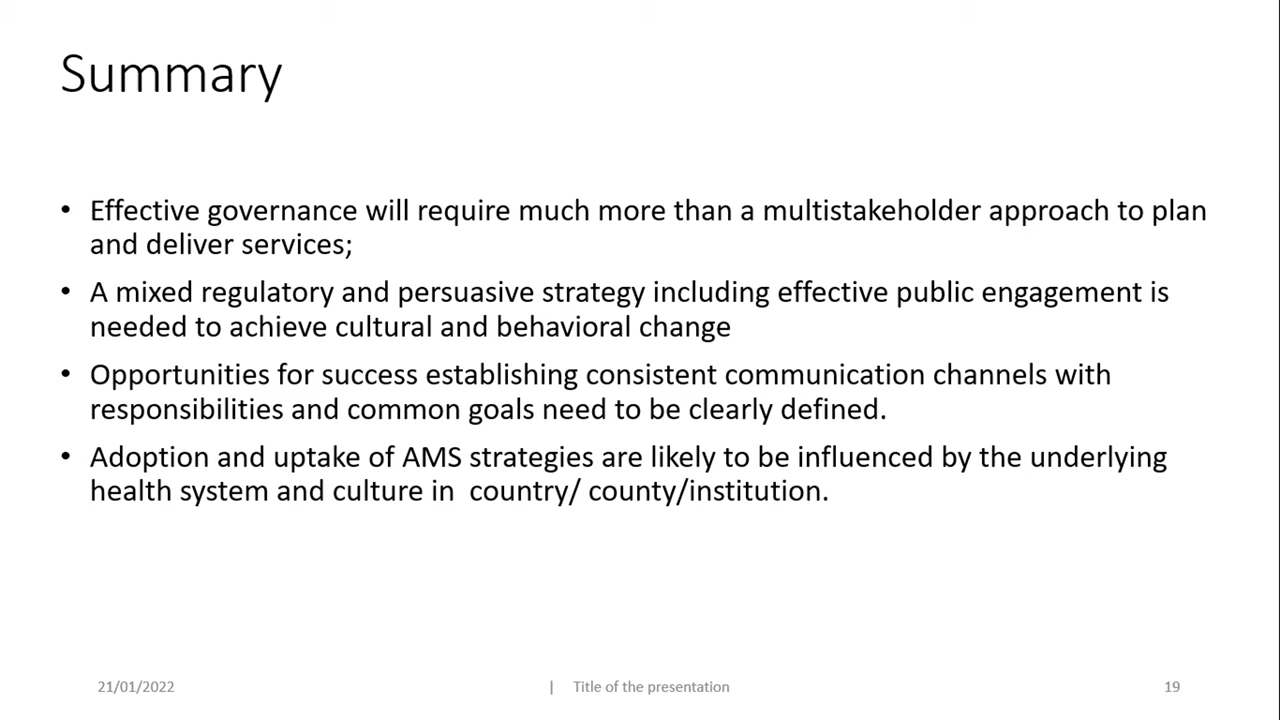 Summary
• Effective governance will require much more than a multistakeholder approach to plan
and deliver services;
• A mixed regulatory and persuasive strategy including effective public engagement is
needed to achieve cultural and behavioral change
• Opportunities for success establishing consistent communication channels with
responsibilities and common goals need to be clearly defined.
• Adoption and uptake of AMS strategies are likely to be influenced by the underlying
health system and culture in  country/ county/institution.
21/01/2022 | Title of the presentation 19